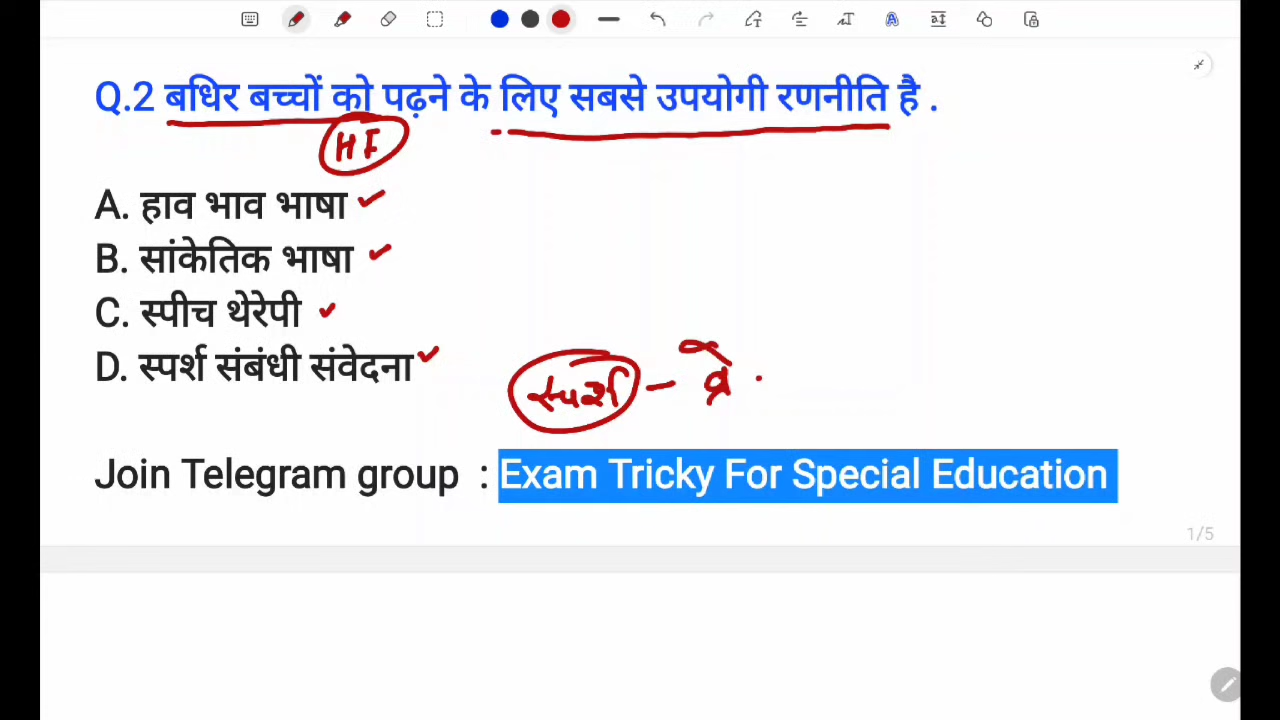 Q.2 बधिर बच्चों को पढ़ने के लिए सबसे उपयोगी रणनीति है .
HI
A. हाव भाव भाषा
B. सांकेतिक भाषा
C. स्पीच थेरेपी
D. स्पर्श संबंधी संवेदना
स्पर्श - ब्रे
Join Telegram group : Exam Tricky For Special Education
1/5